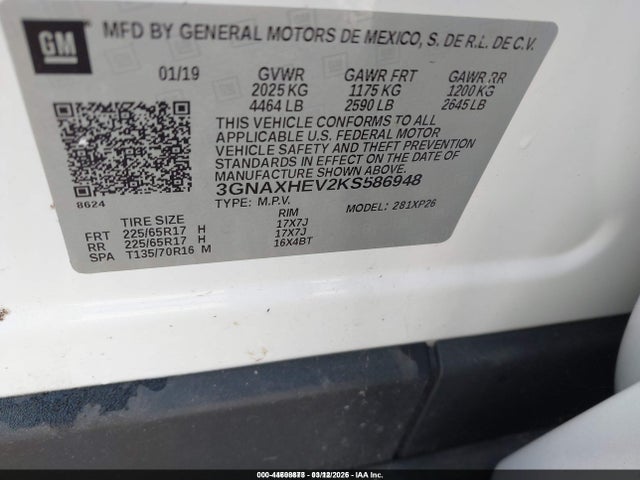 GM
MFD BY GENERAL MOTORS DE MEXICO, S. DE R.L. DE C.V.
01/19 GVWR GAWR FRT GAWR RR
2025 KG 1175 KG 1200 KG
4464 LB 2590 LB 2645 LB
THIS VEHICLE CONFORMS TO ALL
APPLICABLE U.S. FEDERAL MOTOR
VEHICLE SAFETY AND THEFT PREVENTION
STANDARDS IN EFFECT ON THE DATE OF
MANUFACTURE SHOWN ABOVE.
3GNAXHEV2KS586948
8624
TYPE: M.P.V. MODEL: 281XP26
TIRE SIZE RIM
FRT 225/65R17 H 17X7J
RR 225/65R17 H 17X7J
SPA T135/70R16 M 16X4BT
Copart, Inc.